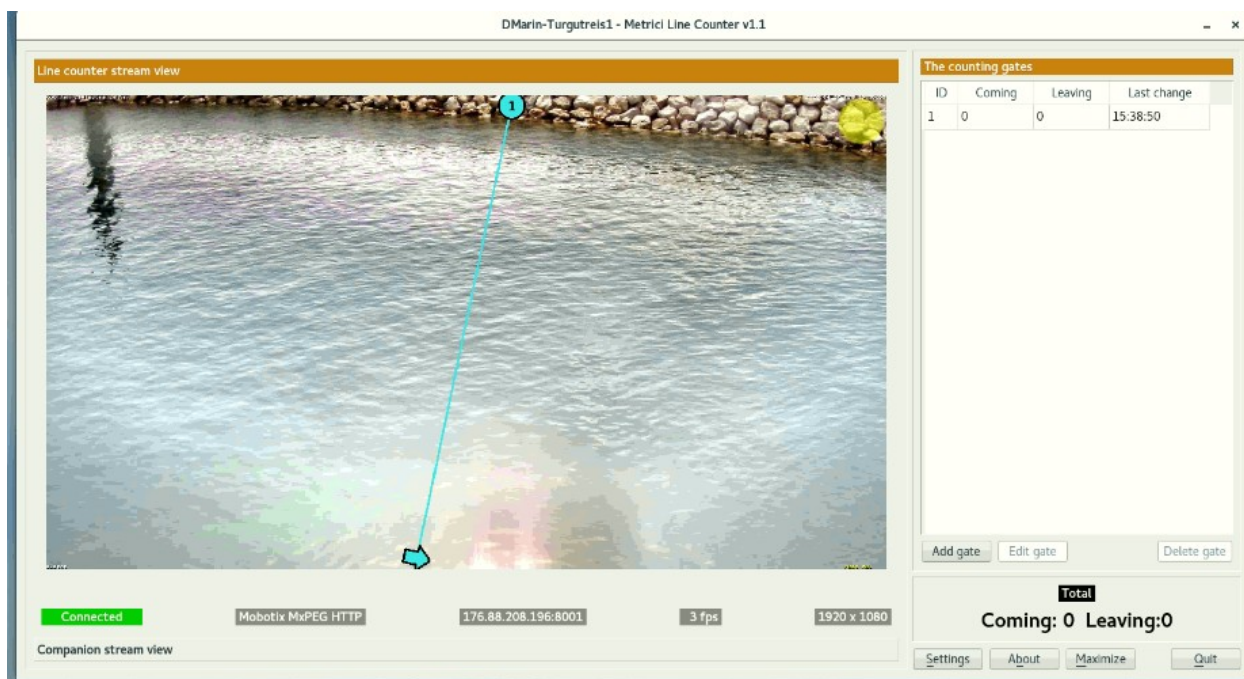 DMarin-Turgutreis1 - Metrici Line Counter v1.1
Line counter stream view
1
Connected
Mobotix MxPEG HTTP
176.88.208.196:8001
3 fps
1920 x 1080
Companion stream view
The counting gates
ID Coming Leaving Last change
1 0 0 15:38:50
Add gate Edit gate Delete gate
Total
Coming: 0 Leaving:0
Settings About Maximize Quit